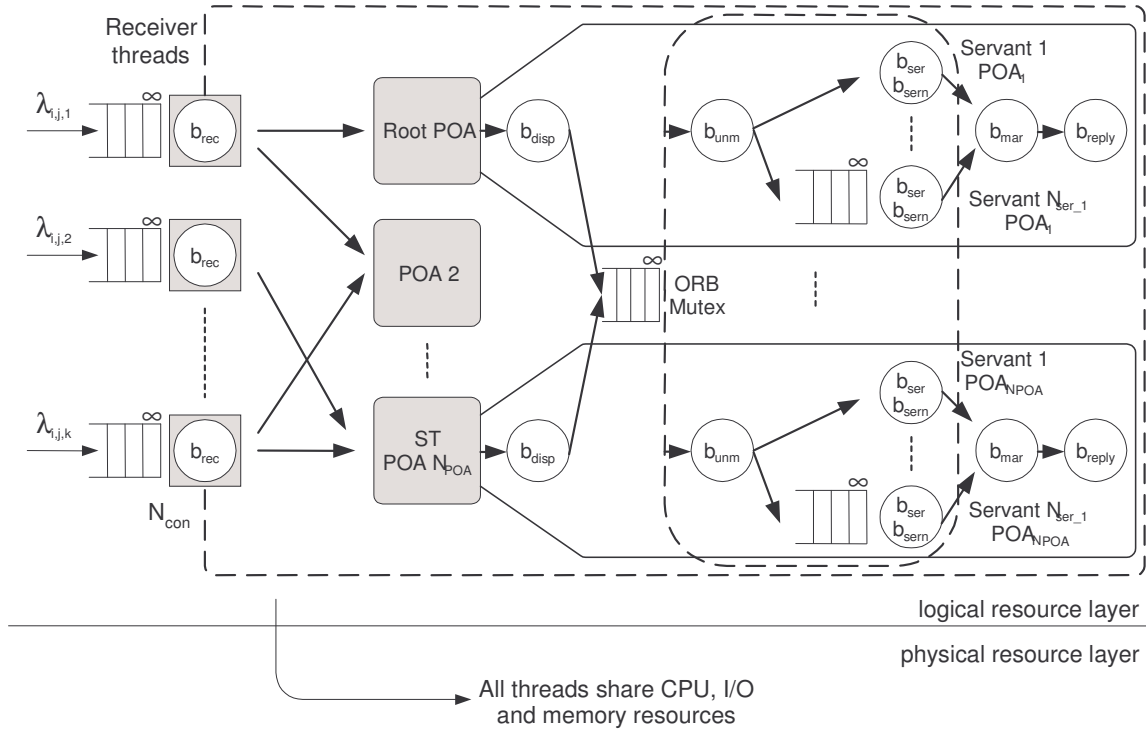 Receiver
threads
λi,j,1
∞
brec
Root POA
bdisp
bunm
∞
bser
bsern
bser
bsern
Servant 1
POA1
bmar
breply
Servant Nser_1
POA1
λi,j,2
∞
brec
POA 2
∞
ORB
Mutex
λi,j,k
∞
brec
Ncon
ST
POA NPOA
bdisp
bunm
∞
bser
bsern
bser
bsern
Servant 1
POANPOA
bmar
breply
Servant Nser_1
POANPOA
logical resource layer
physical resource layer
All threads share CPU, I/O
and memory resources